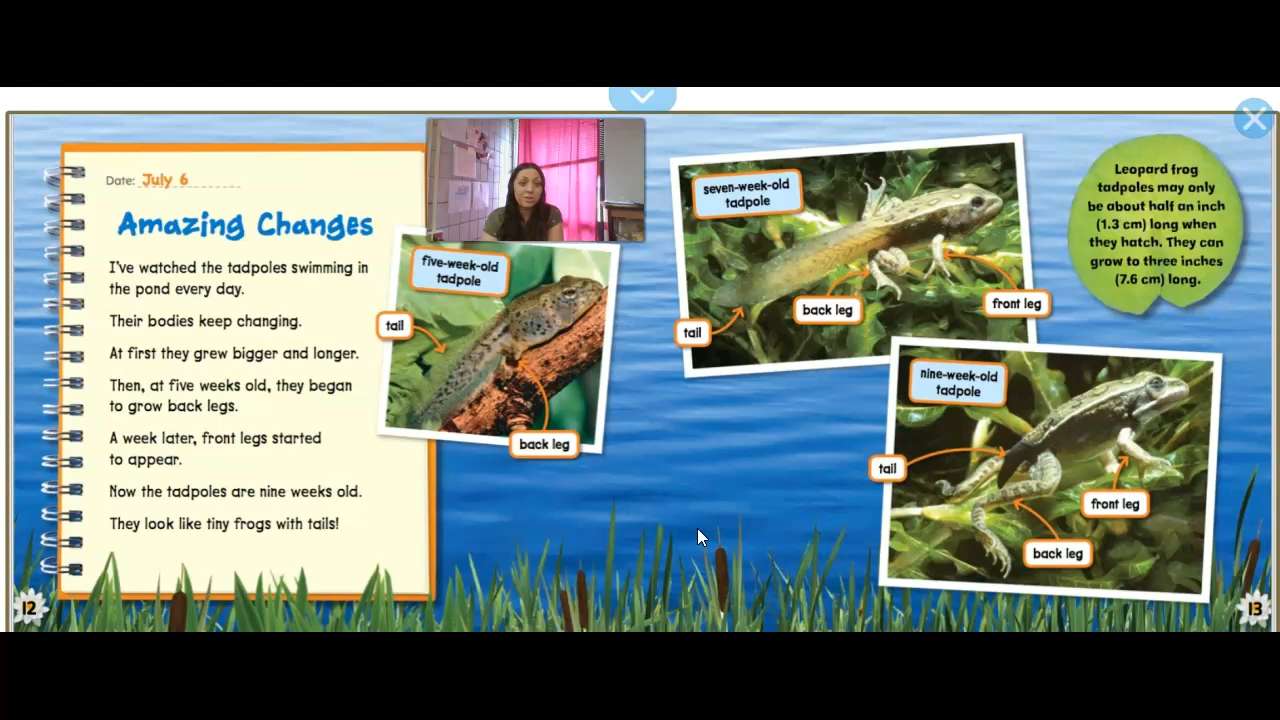 Date: July 6
Amazing Changes
I've watched the tadpoles swimming in
the pond every day.
Their bodies keep changing.
At first they grew bigger and longer.
Then, at five weeks old, they began
to grow back legs.
A week later, front legs started
to appear.
Now the tadpoles are nine weeks old.
They look like tiny frogs with tails!
12
five-week-old
tadpole
tail
back leg
seven-week-old
tadpole
tail
back leg
front leg
Leopard frog
tadpoles may only
be about half an inch
(1.3 cm) long when
they hatch. They can
grow to three inches
(7.6 cm) long.
nine-week-old
tadpole
tail
front leg
back leg
13